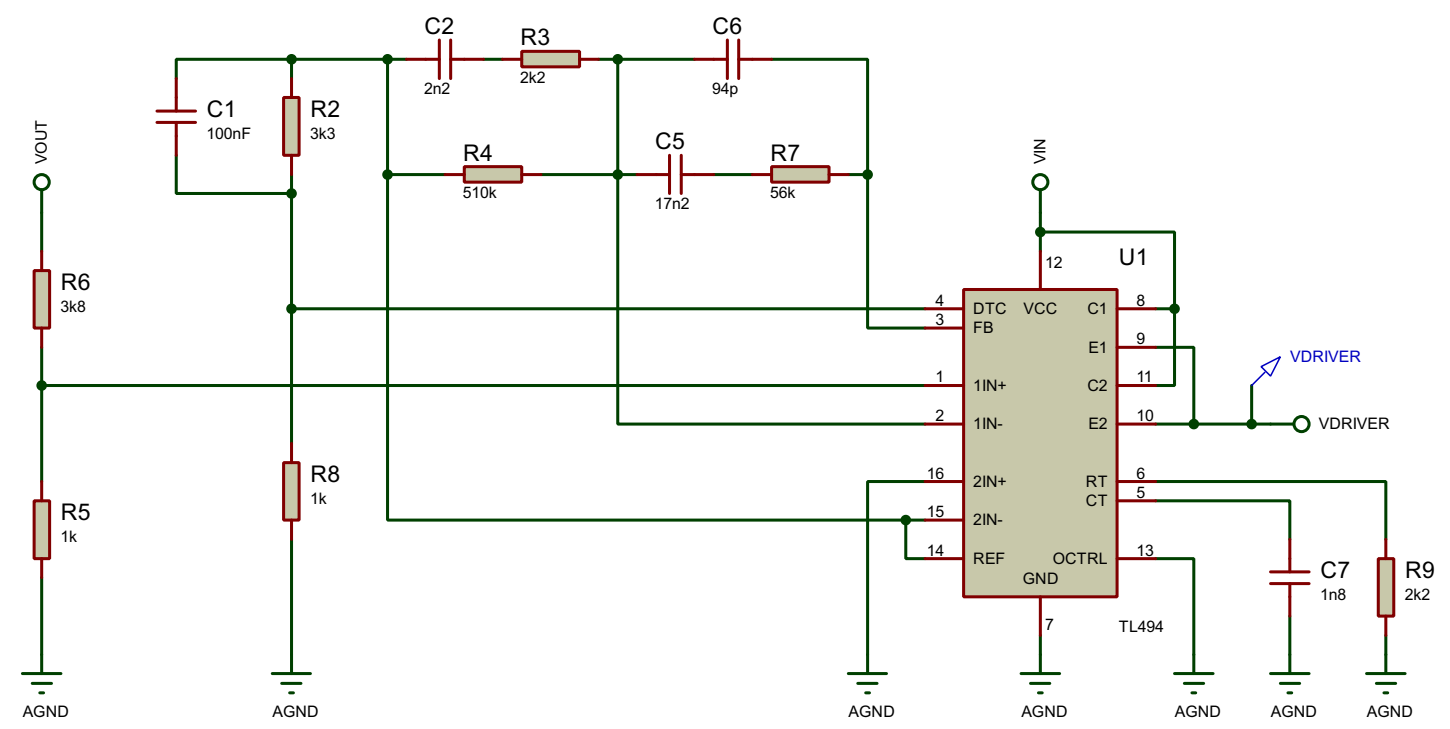 C2
2n2
R3
2k2
C6
94p
C1
100nF
R2
3k3
R4
510k
C5
17n2
R7
56k
VOUT
VIN
R6
3k8
U1
12
4
DTC
VCC
C1
8
3
FB
E1
9
VDRIVER
1
1IN+
C2
11
2
1IN-
E2
10
VDRIVER
R8
1k
16
2IN+
RT
6
CT
5
R5
1k
15
2IN-
14
REF
OCTRL
13
GND
C7
1n8
R9
2k2
7
TL494
AGND
AGND
AGND
AGND
AGND
AGND
AGND